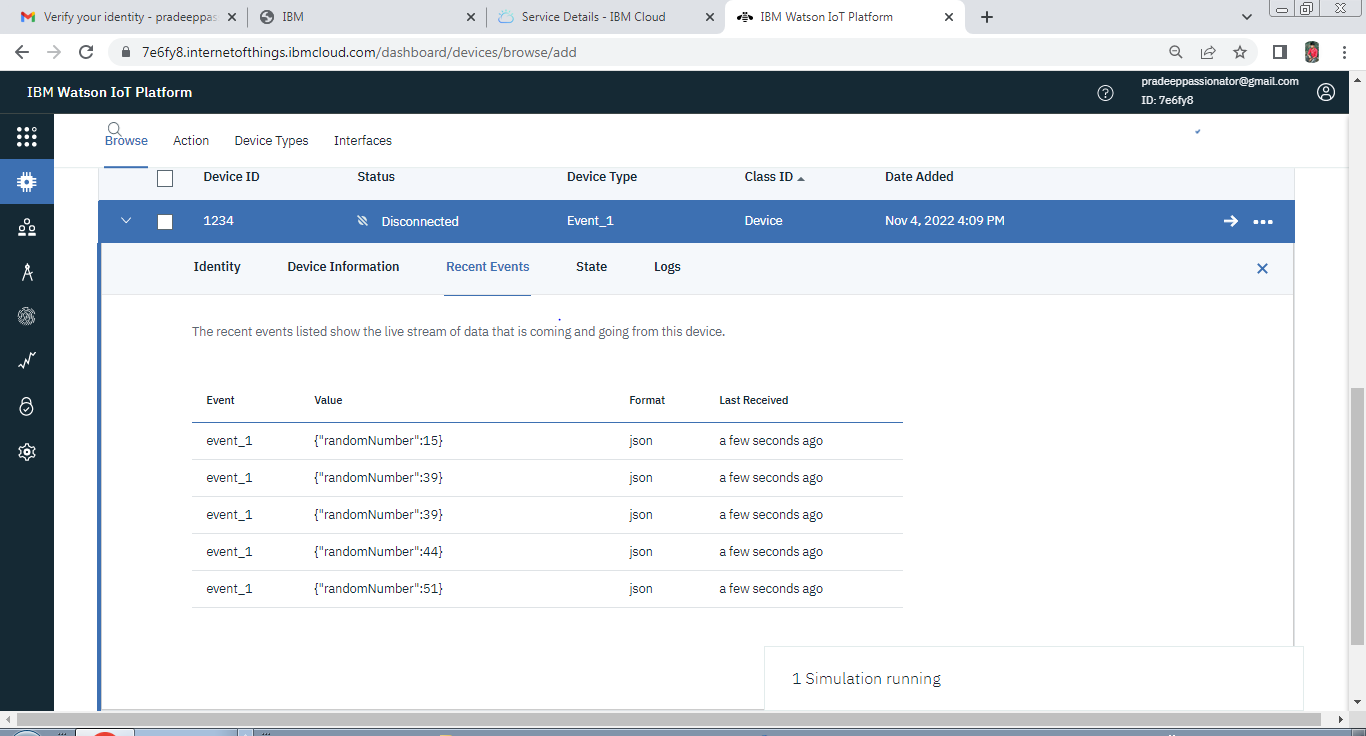 Verify your identity - pradeeppas
IBM
Service Details - IBM Cloud
IBM Watson IoT Platform
7e6fy8.internetofthings.ibmcloud.com/dashboard/devices/browse/add
IBM Watson IoT Platform
pradeeppassionator@gmail.com
ID: 7e6fy8
Browse Action Device Types Interfaces
Device ID Status Device Type Class ID Date Added
1234 Disconnected Event_1 Device Nov 4, 2022 4:09 PM
Identity Device Information Recent Events State Logs
The recent events listed show the live stream of data that is coming and going from this device.
Event Value Format Last Received
event_1 {"randomNumber":15} json a few seconds ago
event_1 {"randomNumber":39} json a few seconds ago
event_1 {"randomNumber":39} json a few seconds ago
event_1 {"randomNumber":44} json a few seconds ago
event_1 {"randomNumber":51} json a few seconds ago
1 Simulation running